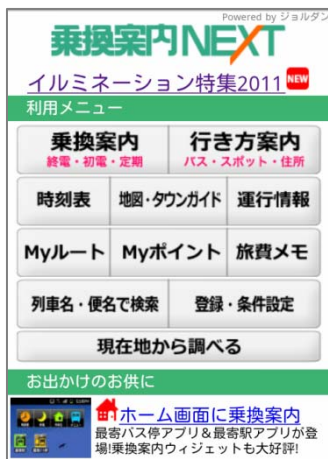 Powered by ジョルダン
乗換案内NEXT
イルミネーション特集2011 NEW
利用メニュー
乗換案内 行き方案内
終電・初電・定期 バス・スポット・住所
時刻表 地図・タウンガイド 運行情報
Myルート Myポイント 旅費メモ
列車名・便名で検索 登録・条件設定
現在地から調べる
お出かけのお供に
ホーム画面に乗換案内
最寄バス停アプリ&最寄駅アプリが登
場!乗換案内ウィジェットも大好評!